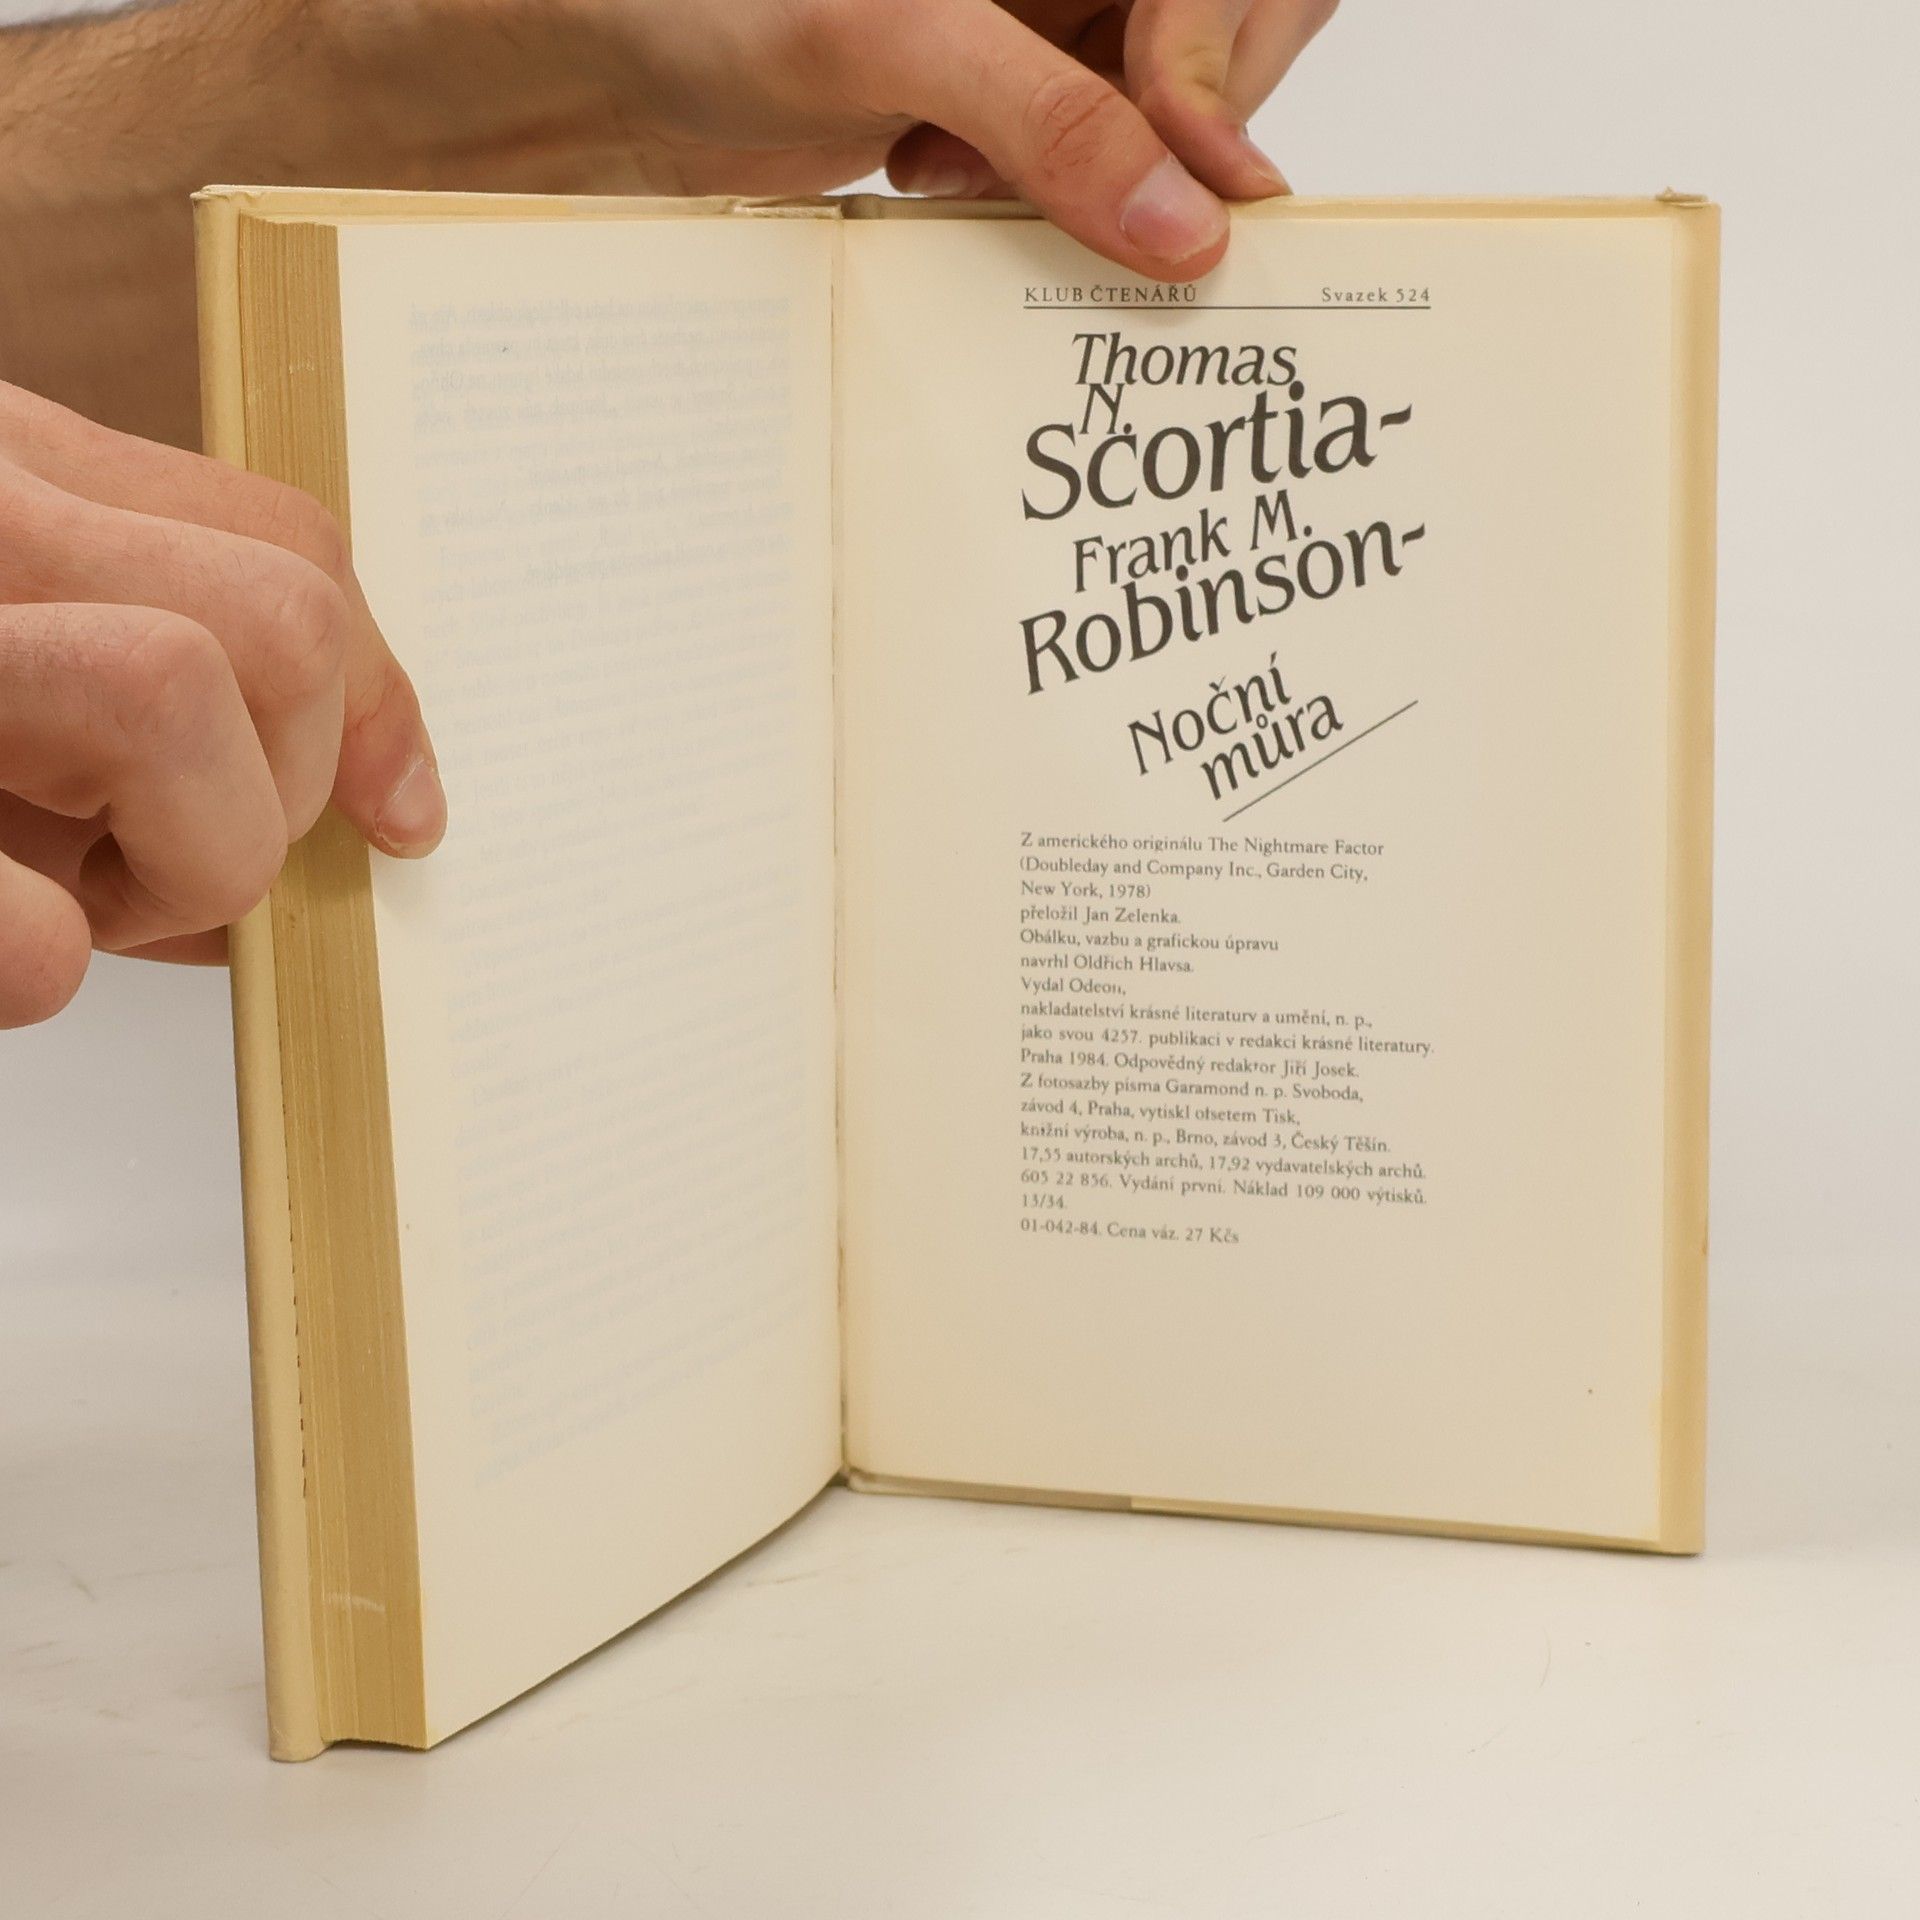 KLUB ČTENÁŘŮ Svazek 524
Thomas
N.
Scortia-
Frank M.
Robinson-
Noční
můra
Z amerického originálu The Nightmare Factor
(Doubleday and Company Inc., Garden City,
New York, 1978)
přeložil Jan Zelenka.
Obálku, vazbu a grafickou úpravu
navrhl Oldřich Hlavsa.
Vydal Odeon,
nakladatelství krásné literatury a umění, n. p.,
jako svou 4257. publikaci v redakci krásné literatury.
Praha 1984. Odpovědný redaktor Jiří Josek.
Z fotosazby písma Garamond n. p. Svoboda,
závod 4, Praha, vytiskl ofsetem Tisk,
knižní výroba, n. p., Brno, závod 3, Český Těšín.
17,55 autorských archů, 17,92 vydavatelských archů.
605 22 856. Vydání první. Náklad 109 000 výtisků.
13/34.
01-042-84. Cena váz. 27 Kčs